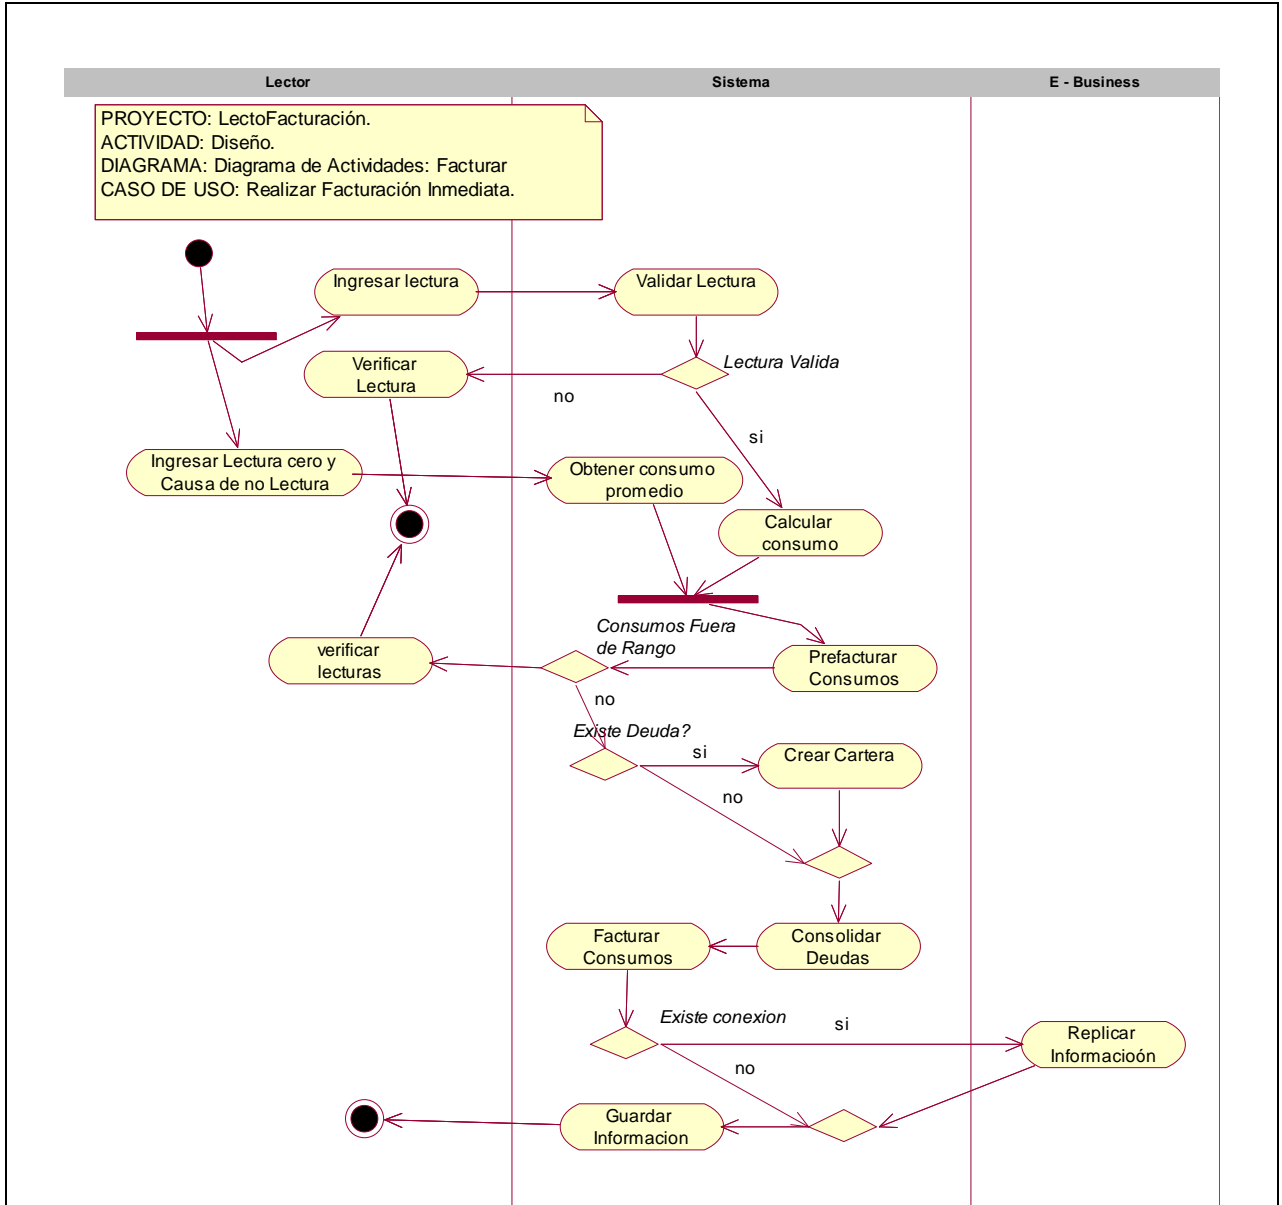 Lector
Sistema
E - Business
PROYECTO: LectoFacturación.
ACTIVIDAD: Diseño.
DIAGRAMA: Diagrama de Actividades: Facturar
CASO DE USO: Realizar Facturación Inmediata.
Ingresar lectura
Validar Lectura
Verificar
Lectura
Lectura Valida
no
si
Ingresar Lectura cero y
Causa de no Lectura
Obtener consumo
promedio
Calcular
consumo
Consumos Fuera
de Rango
verificar
lecturas
Prefacturar
Consumos
no
Existe Deuda?
si
Crear Cartera
no
Facturar
Consumos
Consolidar
Deudas
Existe conexion
si
Replicar
Informacioón
no
Guardar
Informacion